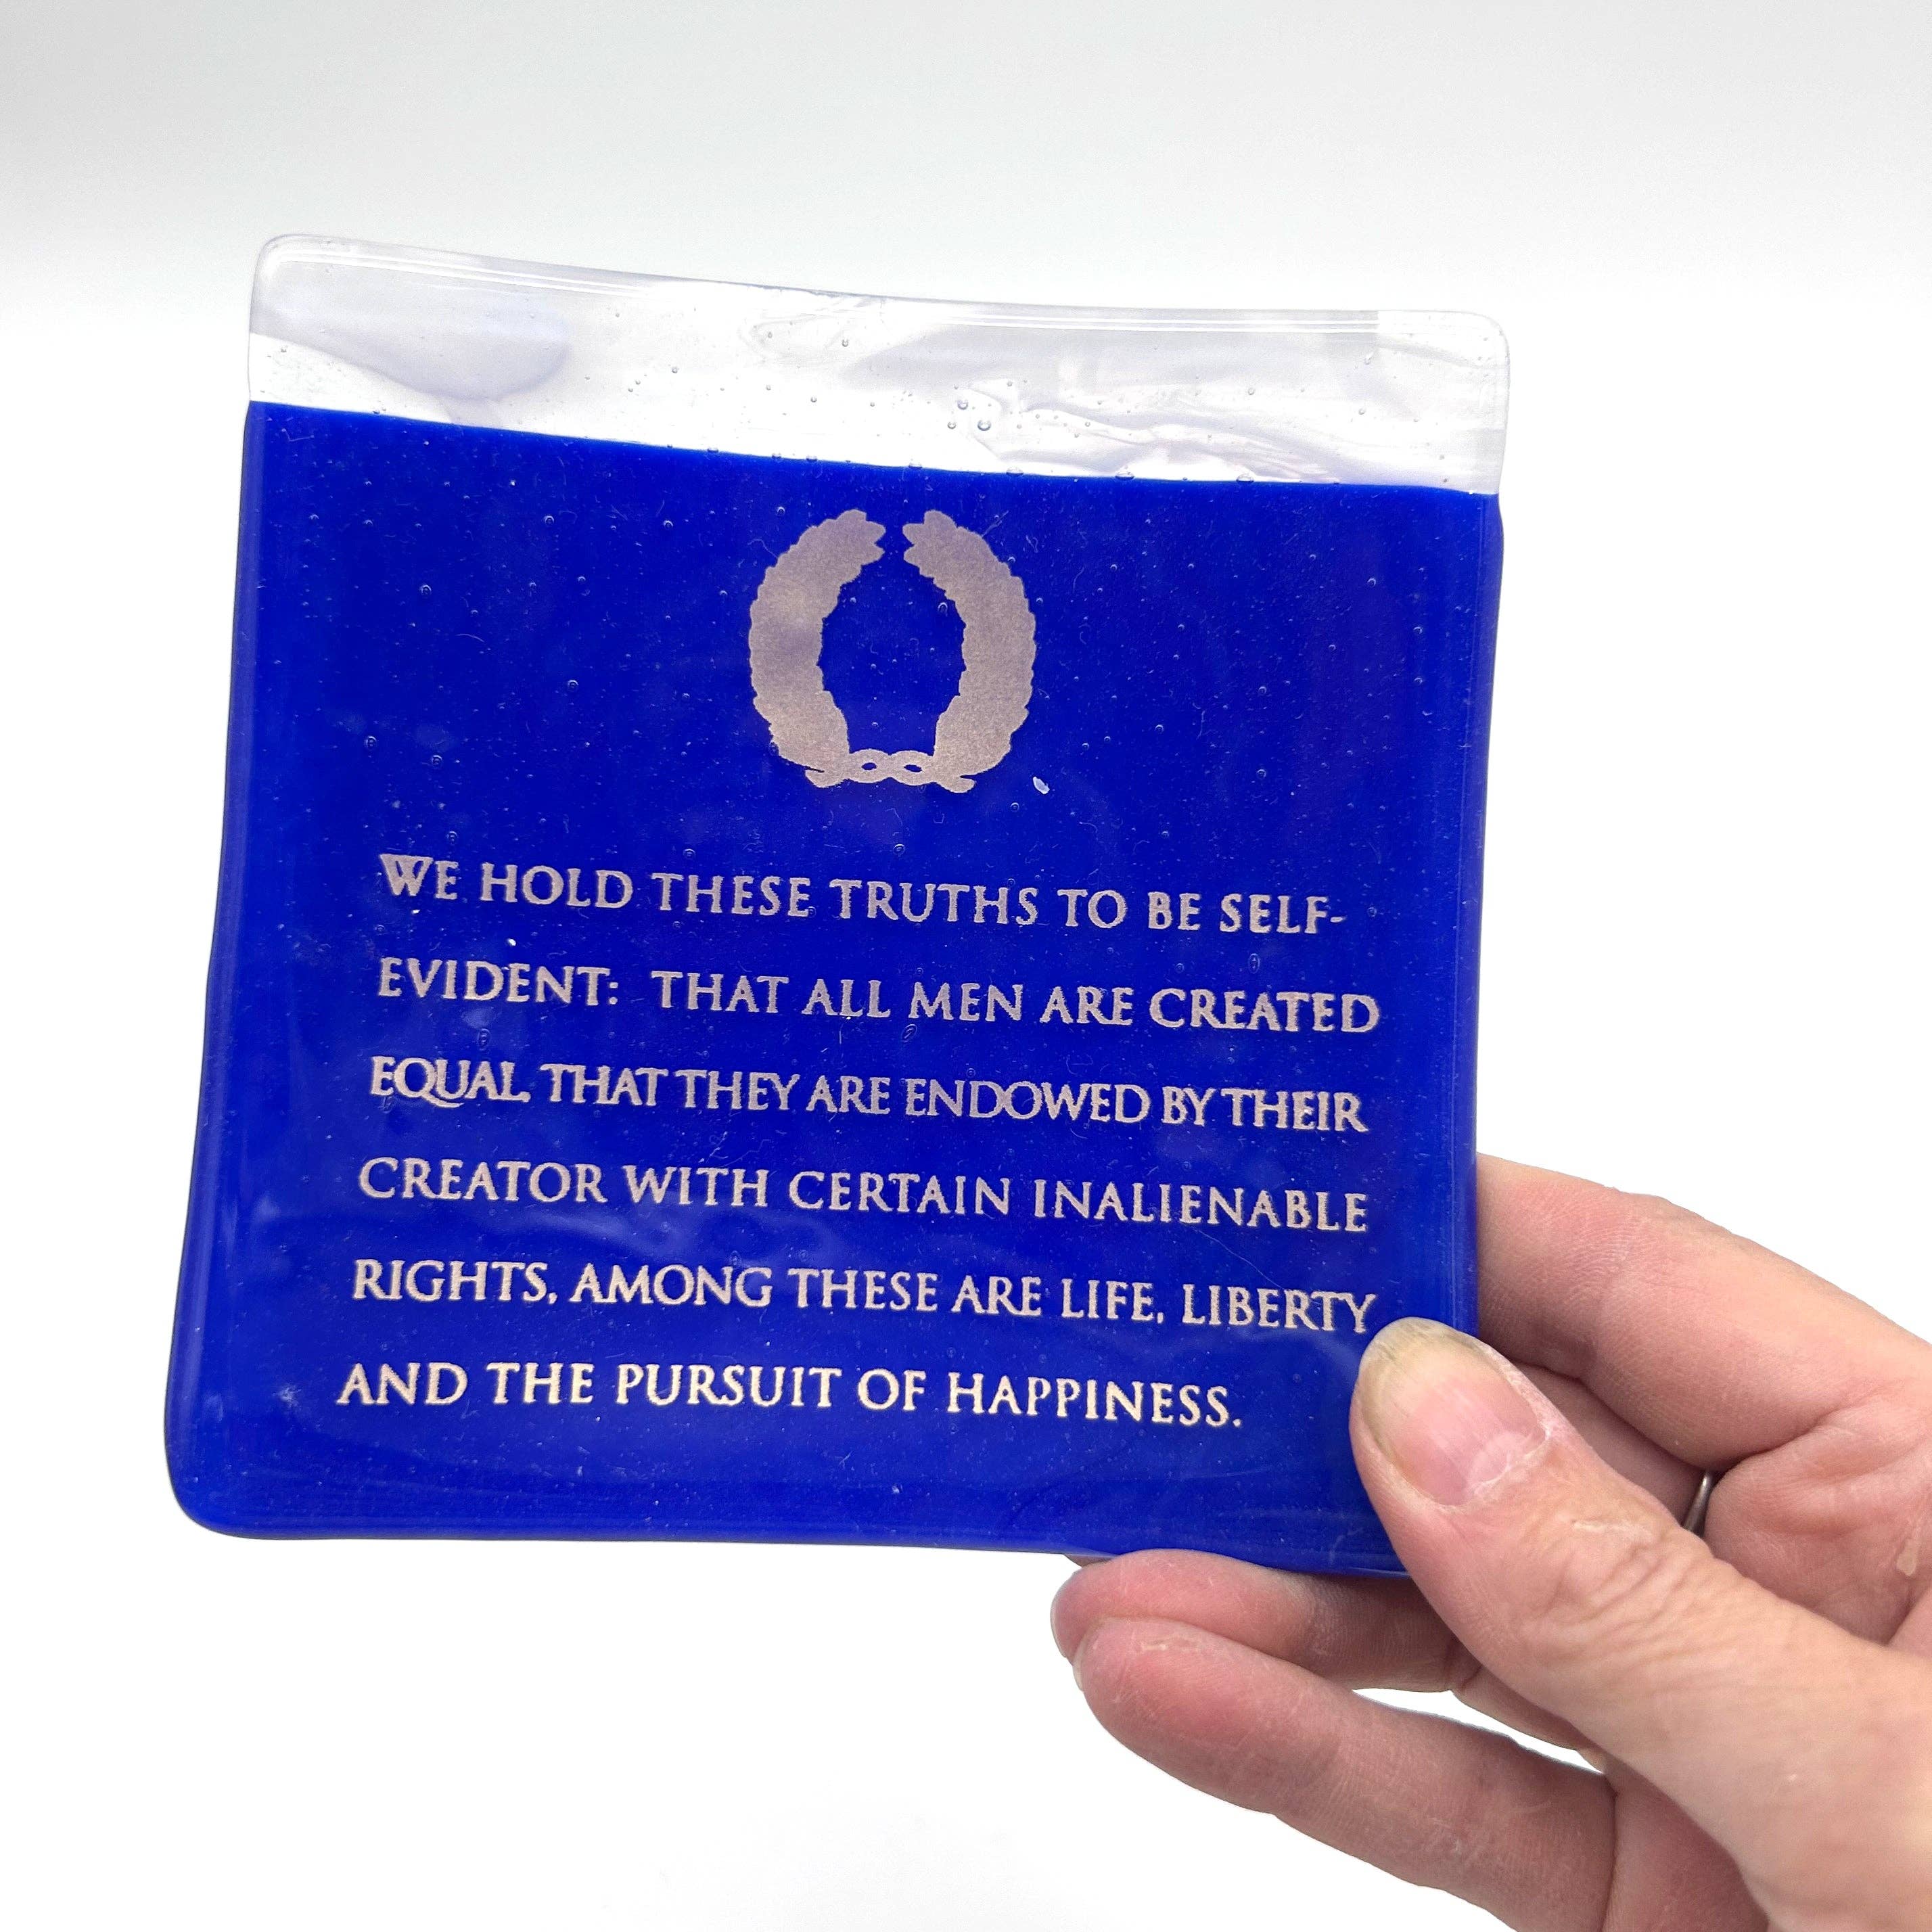 WE HOLD THESE TRUTHS TO BE SELF-
EVIDENT: THAT ALL MEN ARE CREATED
EQUAL, THAT THEY ARE ENDOWED BY THEIR
CREATOR WITH CERTAIN INALIENABLE
RIGHTS, AMONG THESE ARE LIFE, LIBERTY
AND THE PURSUIT OF HAPPINESS.